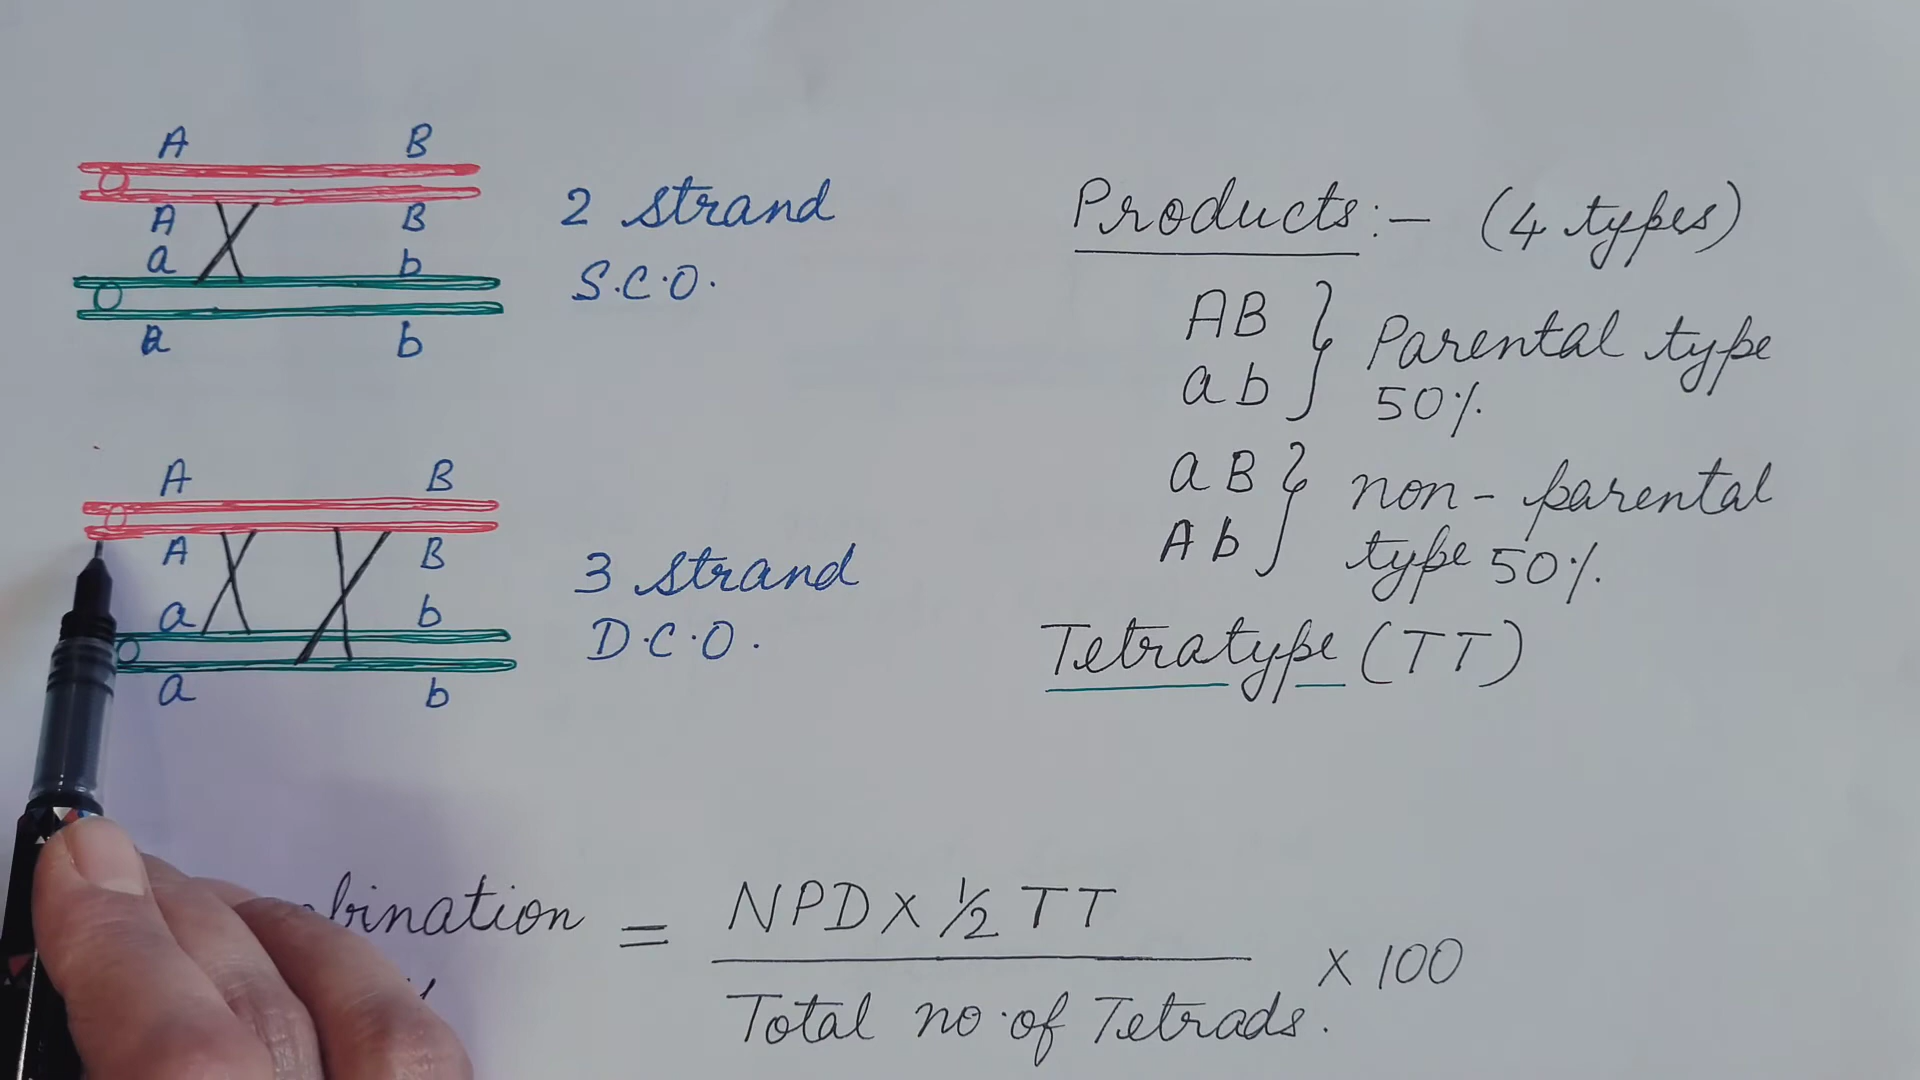 A B
A B
a b
a b
2 strand
S.C.O.
A B
A B
a b
a b
3 strand
D.C.O.
Products:- (4 types)
AB
ab
Parental type
50%
aB
Ab
non-parental
type 50%.
Tetratype (TT)
= NPD X 1/2 TT
Total no. of Tetrads.
X 100